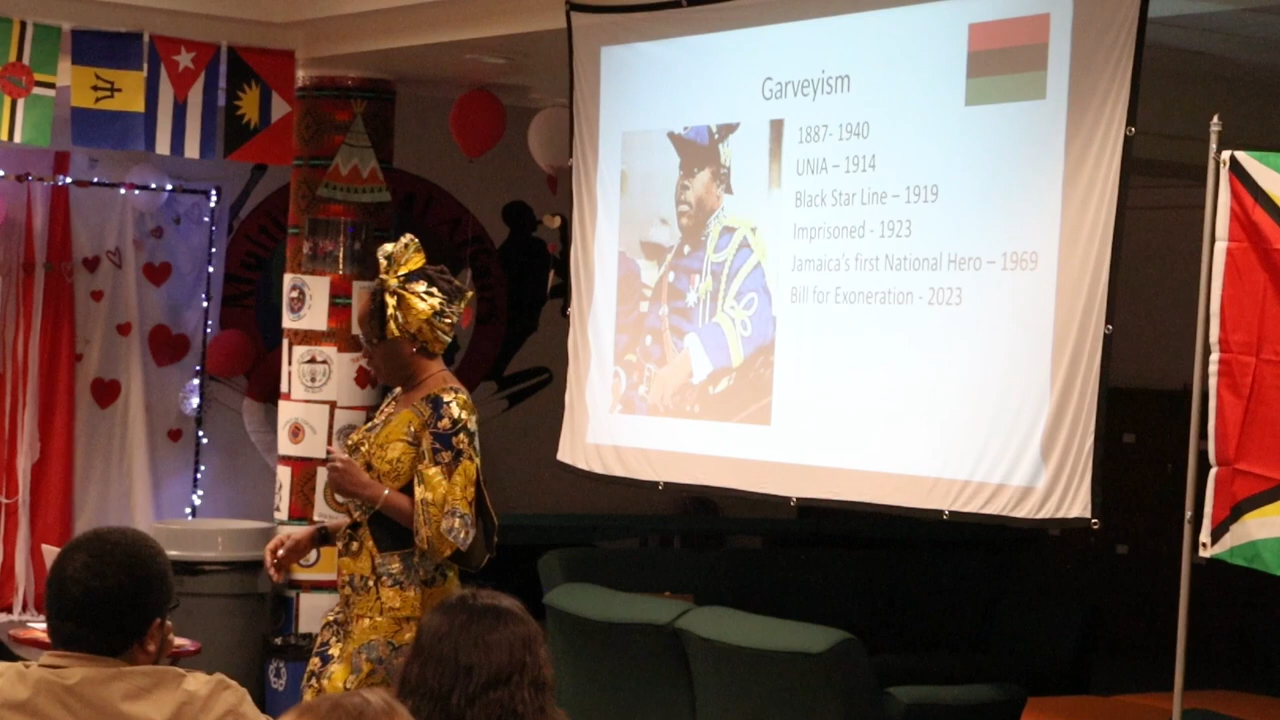 Garveyism
1887- 1940
UNIA – 1914
Black Star Line – 1919
Imprisoned - 1923
Jamaica's first National Hero – 1969
Bill for Exoneration - 2023